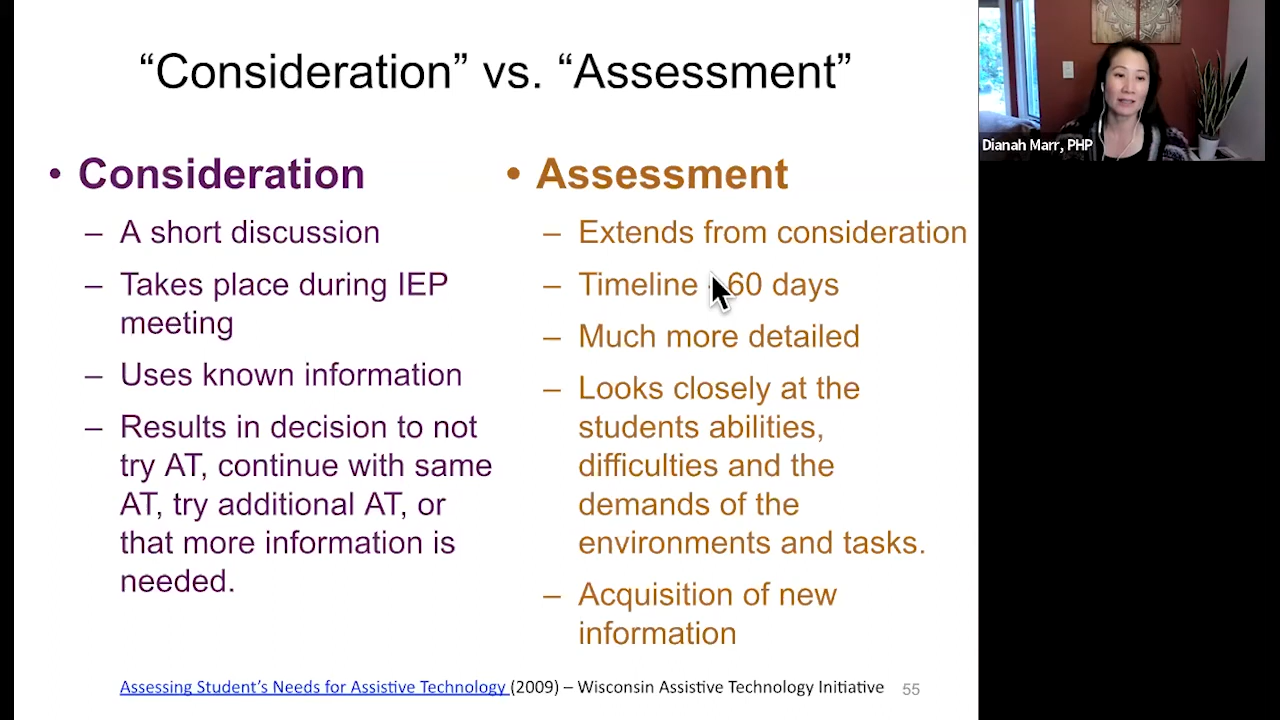 “Consideration” vs. “Assessment”
• Consideration
– A short discussion
– Takes place during IEP
meeting
– Uses known information
– Results in decision to not
try AT, continue with same
AT, try additional AT, or
that more information is
needed.
• Assessment
– Extends from consideration
– Timeline 60 days
– Much more detailed
– Looks closely at the
students abilities,
difficulties and the
demands of the
environments and tasks.
– Acquisition of new
information
Assessing Student’s Needs for Assistive Technology (2009) – Wisconsin Assistive Technology Initiative
55
Dianah Marr, PHP